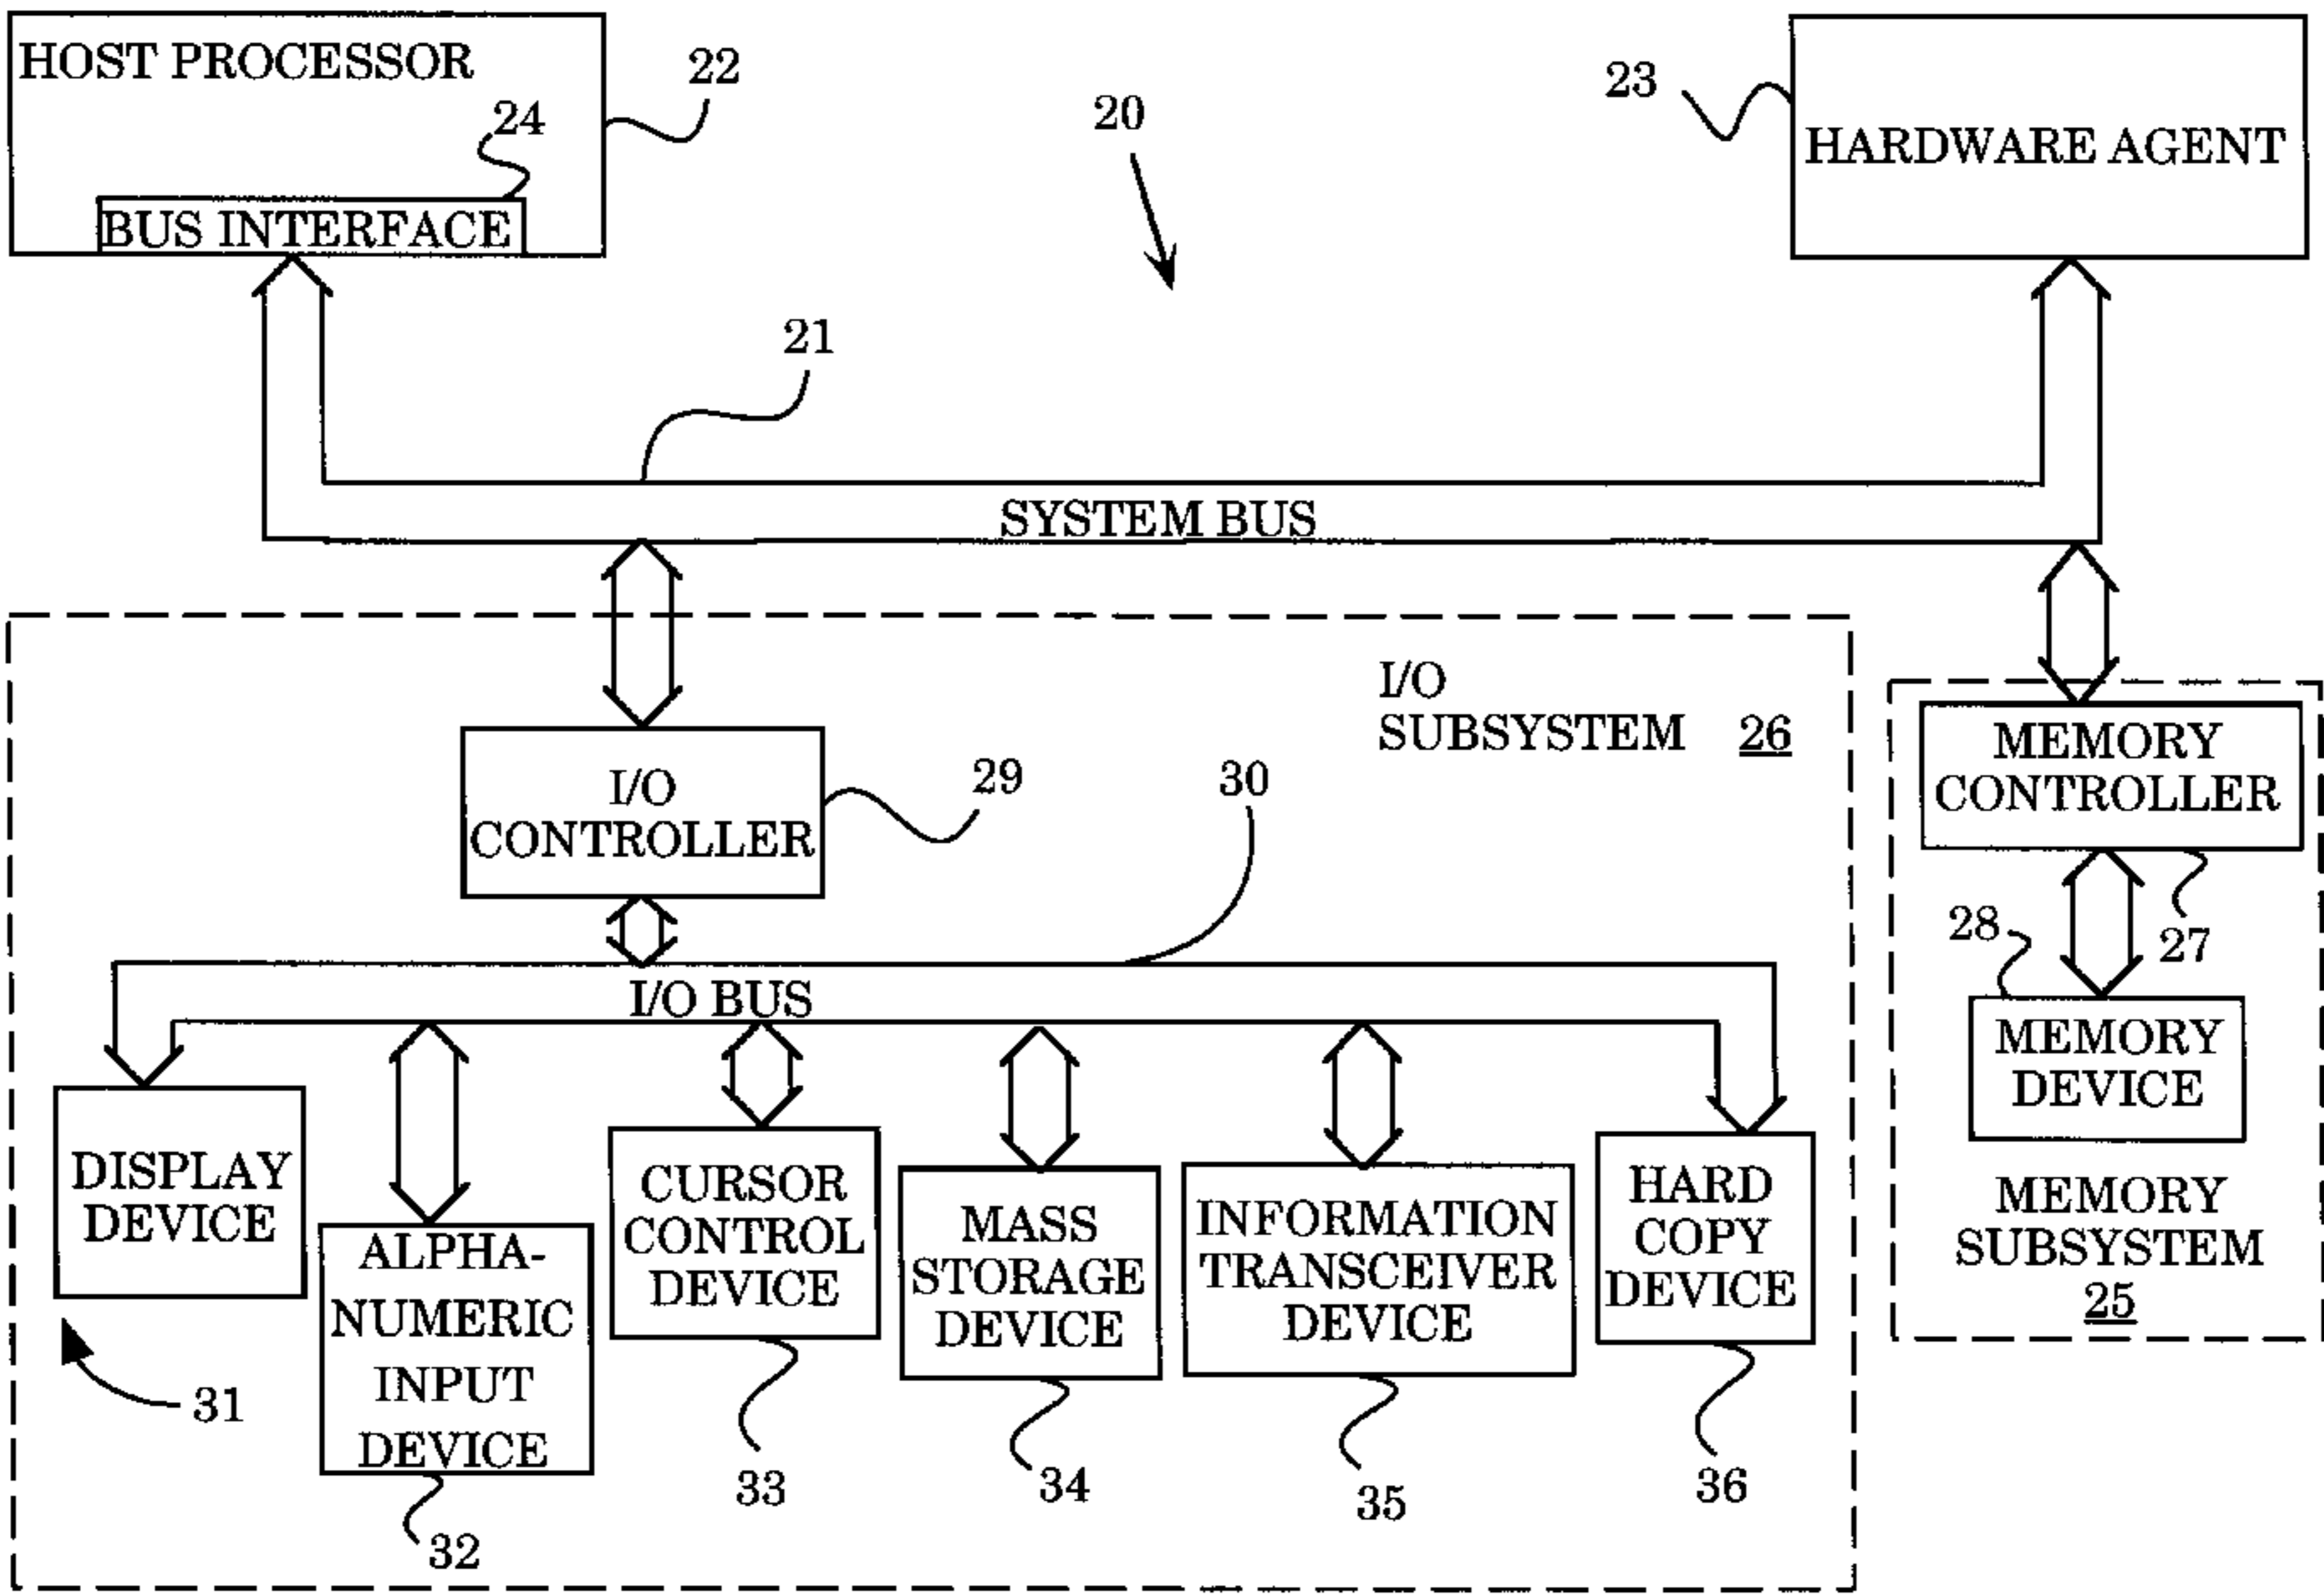 HOST PROCESSOR
22
24
BUS INTERFACE
20
23
HARDWARE AGENT
21
SYSTEM BUS
I/O
SUBSYSTEM 26
I/O
CONTROLLER
29
30
I/O BUS
MEMORY
CONTROLLER
27
28
MEMORY
DEVICE
MEMORY
SUBSYSTEM
25
DISPLAY
DEVICE
31
ALPHA-
NUMERIC
INPUT
DEVICE
32
CURSOR
CONTROL
DEVICE
33
MASS
STORAGE
DEVICE
34
INFORMATION
TRANSCEIVER
DEVICE
35
HARD
COPY
DEVICE
36